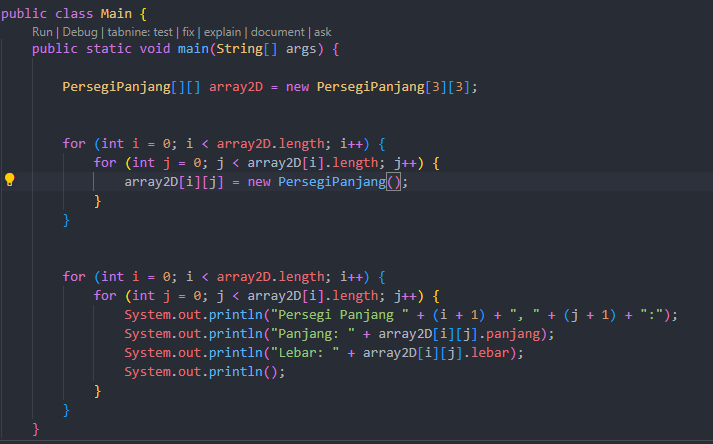 public class Main {
Run | Debug | tabnine: test | fix | explain | document | ask
public static void main(String[] args) {
PersegiPanjang[][] array2D = new PersegiPanjang[3][3];
for (int i = 0; i < array2D.length; i++) {
for (int j = 0; j < array2D[i].length; j++) {
array2D[i][j] = new PersegiPanjang();
}
}
for (int i = 0; i < array2D.length; i++) {
for (int j = 0; j < array2D[i].length; j++) {
System.out.println("Persegi Panjang " + (i + 1) + ", " + (j + 1) + ":");
System.out.println("Panjang: " + array2D[i][j].panjang);
System.out.println("Lebar: " + array2D[i][j].lebar);
System.out.println();
}
}
}